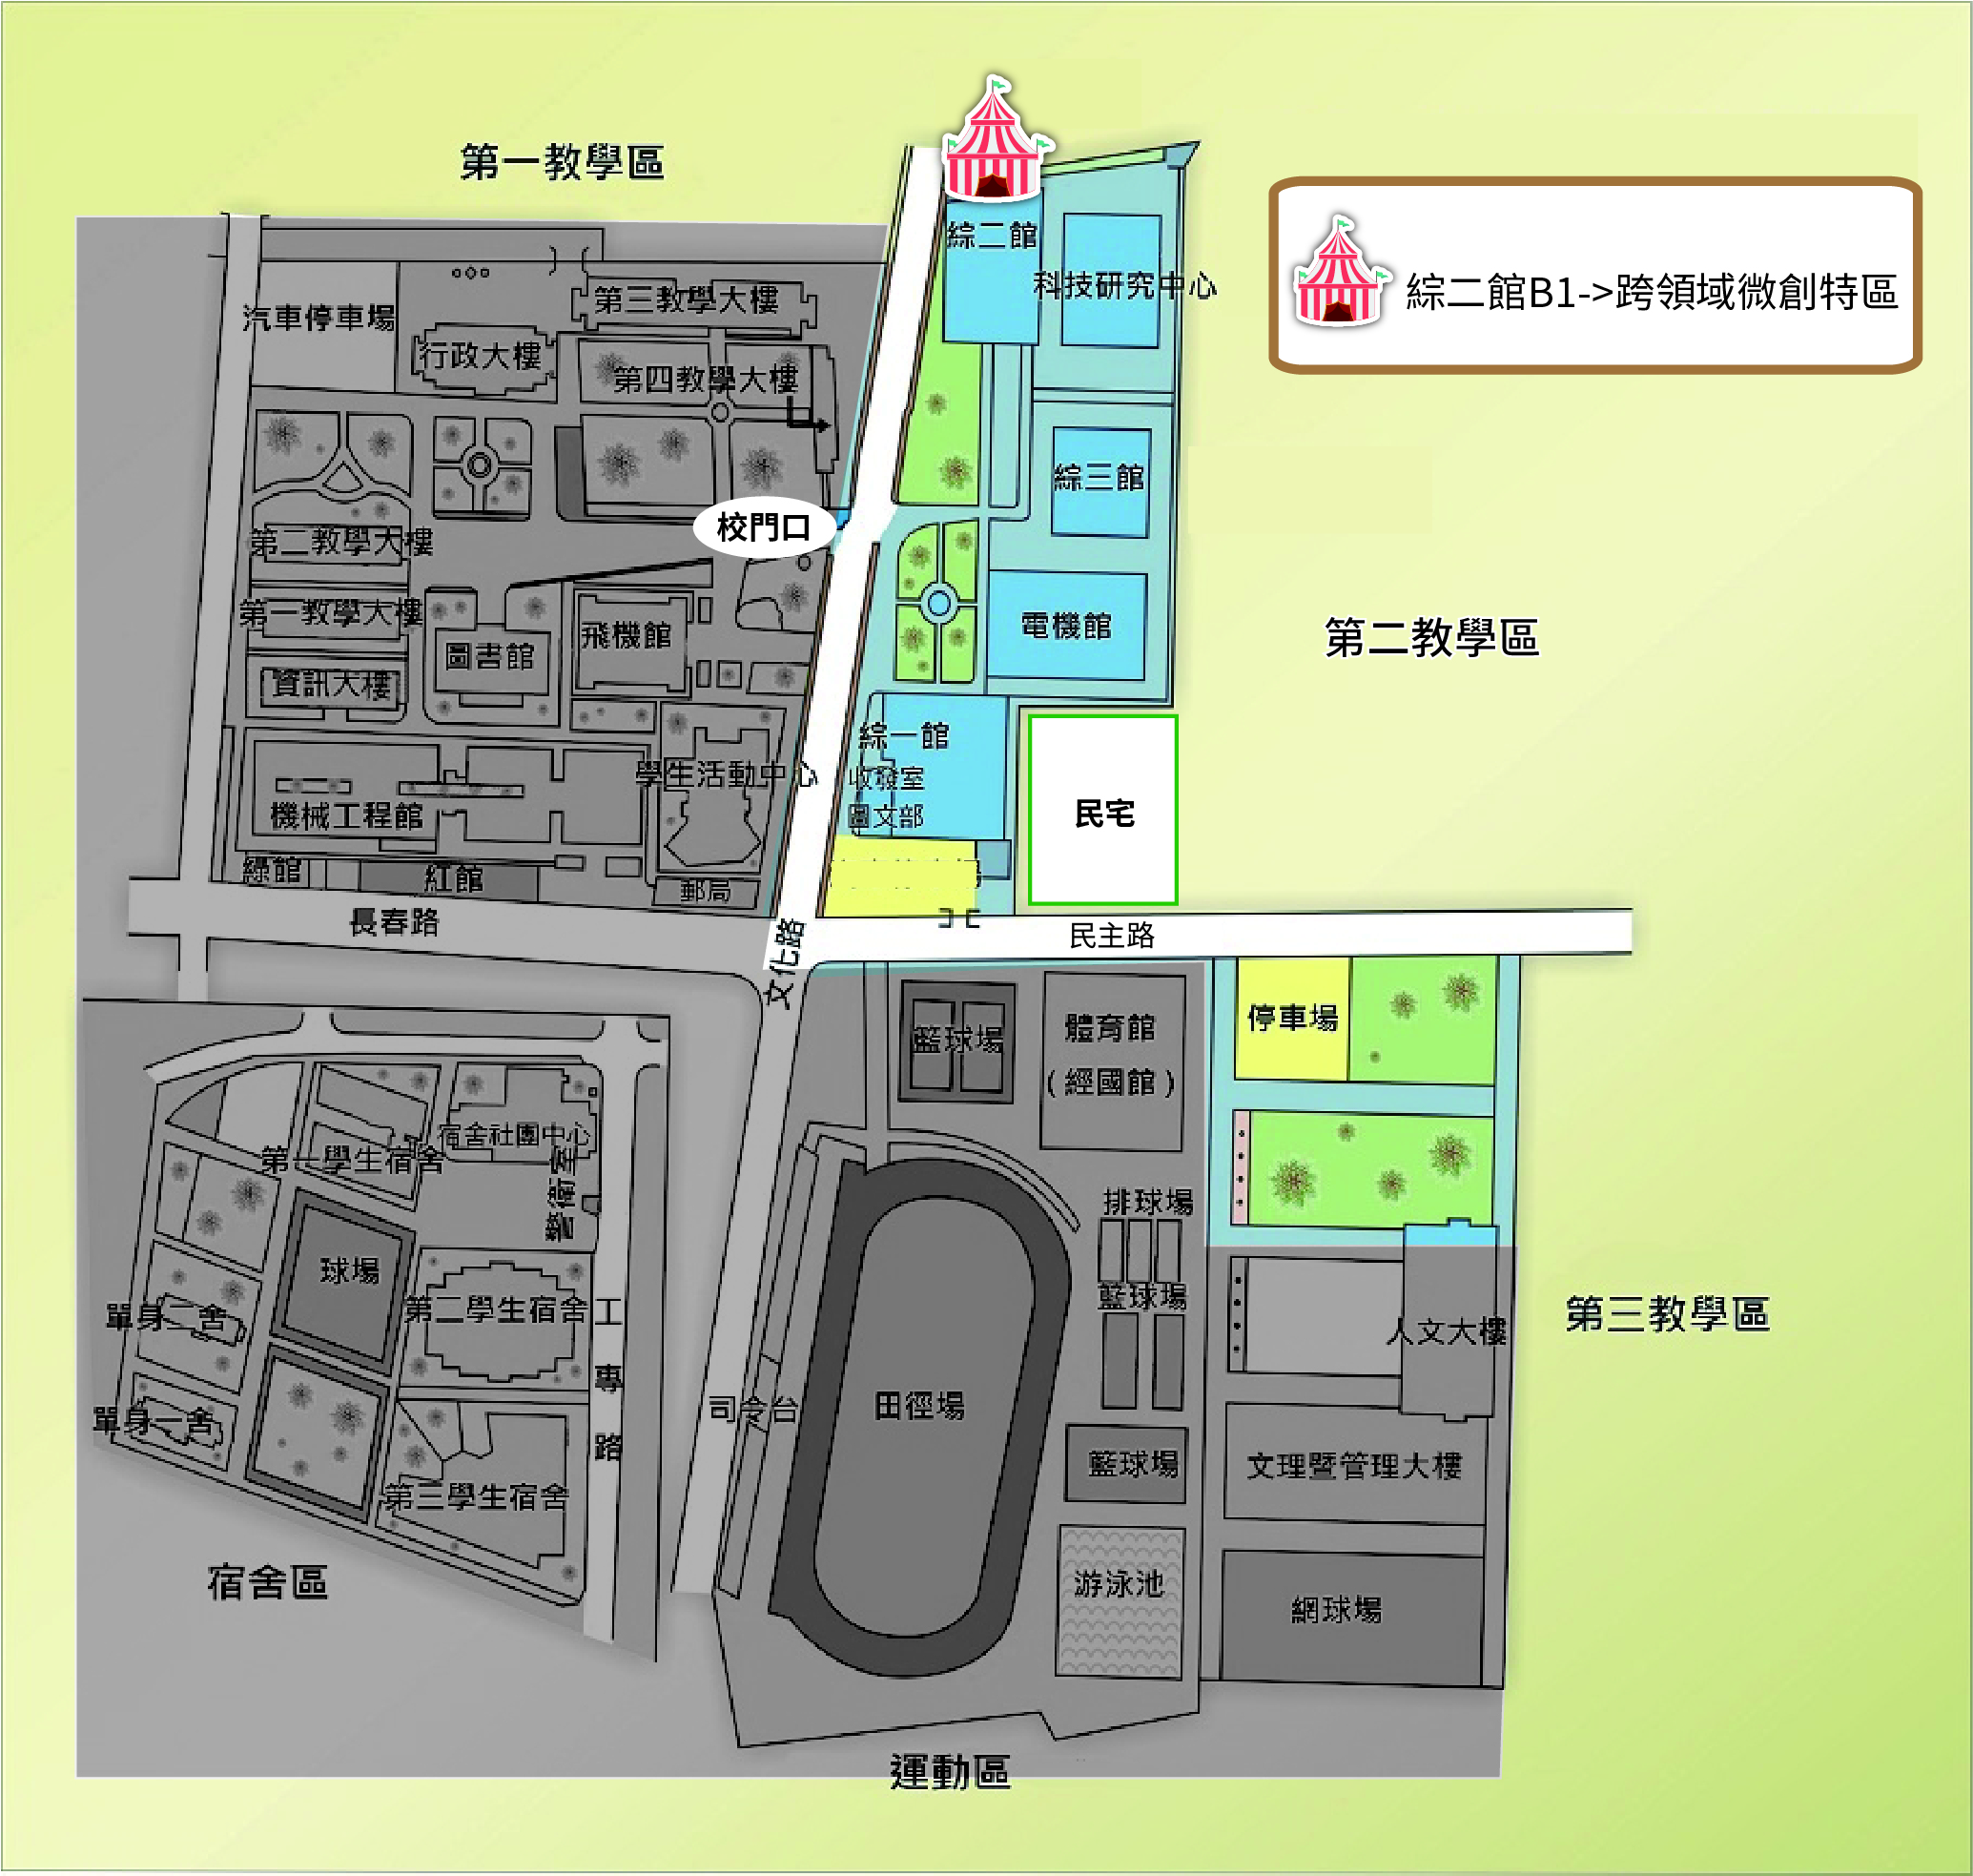 第一教學區
綜二館
科技研究中心
綜二館B1->跨領域微創特區
汽車停車場
第三教學大樓
行政大樓
第四教學大樓
綜三館
校門口
第二教學大樓
第一教學大樓
電機館
第二教學區
飛機館
圖書館
資訊大樓
綜一館
收發室
圖文部
學生活動中心
機械工程館
民宅
綠館
紅館
郵局
長春路
文化路
民主路
停車場
籃球場
體育館
(經國館)
宿舍社團中心
第一學生宿舍
警衛室
排球場
球場
籃球場
第二學生宿舍
工專路
單身二舍
人文大樓
第三教學區
單身一舍
司令台
田徑場
籃球場
文理暨管理大樓
第三學生宿舍
宿舍區
游泳池
網球場
運動區